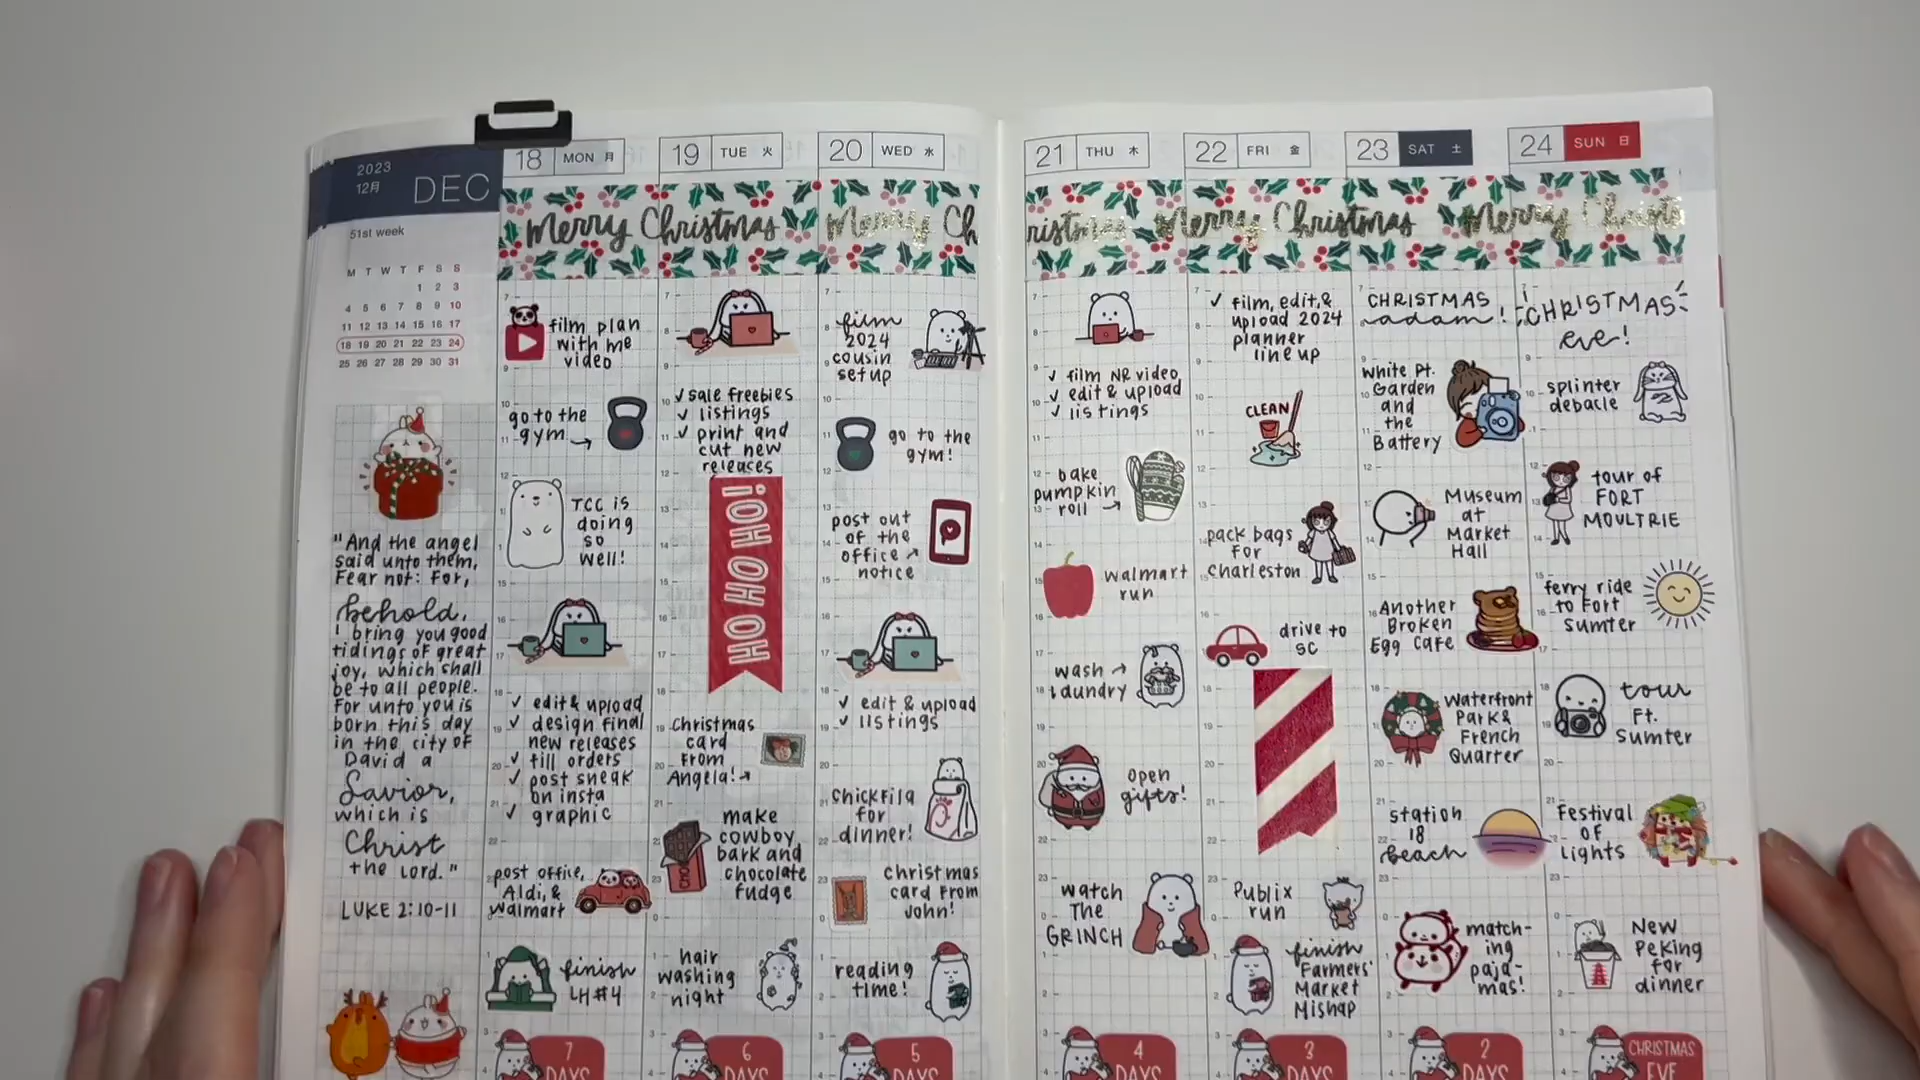 2023
12月
DEC
51st week
M T W T F S S
1 2 3
4 5 6 7 8 9 10
11 12 13 14 15 16 17
18 19 20 21 22 23 24
25 26 27 28 29 30 31
"And the angel
said unto them,
Fear not: For,
behold,
I bring you good
tidings of great
joy, which shall
be to all people.
For unto you is
born this day
in the city of
David a
Savior,
which is
Christ
the Lord."
LUKE 2:10-11
18 MON 月
Merry Christmas
film plan
with me
video
go to the
gym
TCC is
doing
so
well!
✓ edit & upload
✓ design final
new releases
✓ fill orders
✓ post sneak
on insta
✓ graphic
post office,
Aldi, &
Walmart
finish
LH #4
7
DAYS
19 TUE 火
✓ sale freebies
✓ listings
✓ print and
cut new
releases
HO HO HO!
Christmas
card
from
Angela!
make
cowboy
bark and
chocolate
fudge
hair
washing
night
6
DAYS
20 WED 水
Merry Ch
film
2024
cousin
setup
go to the
gym!
post out
of the
office
notice
✓ edit & upload
✓ listings
Chickfila
for
dinner!
christmas
card from
John!
reading
time!
5
DAYS
21 THU 木
ristmas
✓ film NR video
✓ edit & upload
✓ listings
bake
pumpkin
roll
walmart
run
wash
laundry
open
gifts!
watch
The
GRINCH
4
DAYS
22 FRI 金
Merry Christmas
✓ film, edit, &
upload 2024
planner
line up
CLEAN
pack bags
for
Charleston
drive to
SC
Publix
run
finish
Farmers'
Market
Mishap
3
DAYS
23 SAT 土
CHRISTMAS
adam!
White Pt.
Garden
and
the
Battery
Museum
at
Market
Hall
Another
Broken
Egg Cafe
Waterfront
Park &
French
Quarter
Station
18
beach
match-
ing
paja-
mas!
2
DAYS
24 SUN 日
Merry Christm
CHRISTMAS
eve!
splinter
debacle
tour of
FORT
MOULTRIE
ferry ride
to Fort
Sumter
tour
Ft.
Sumter
Festival
of
Lights
New
Peking
for
dinner
CHRISTMAS
EVE